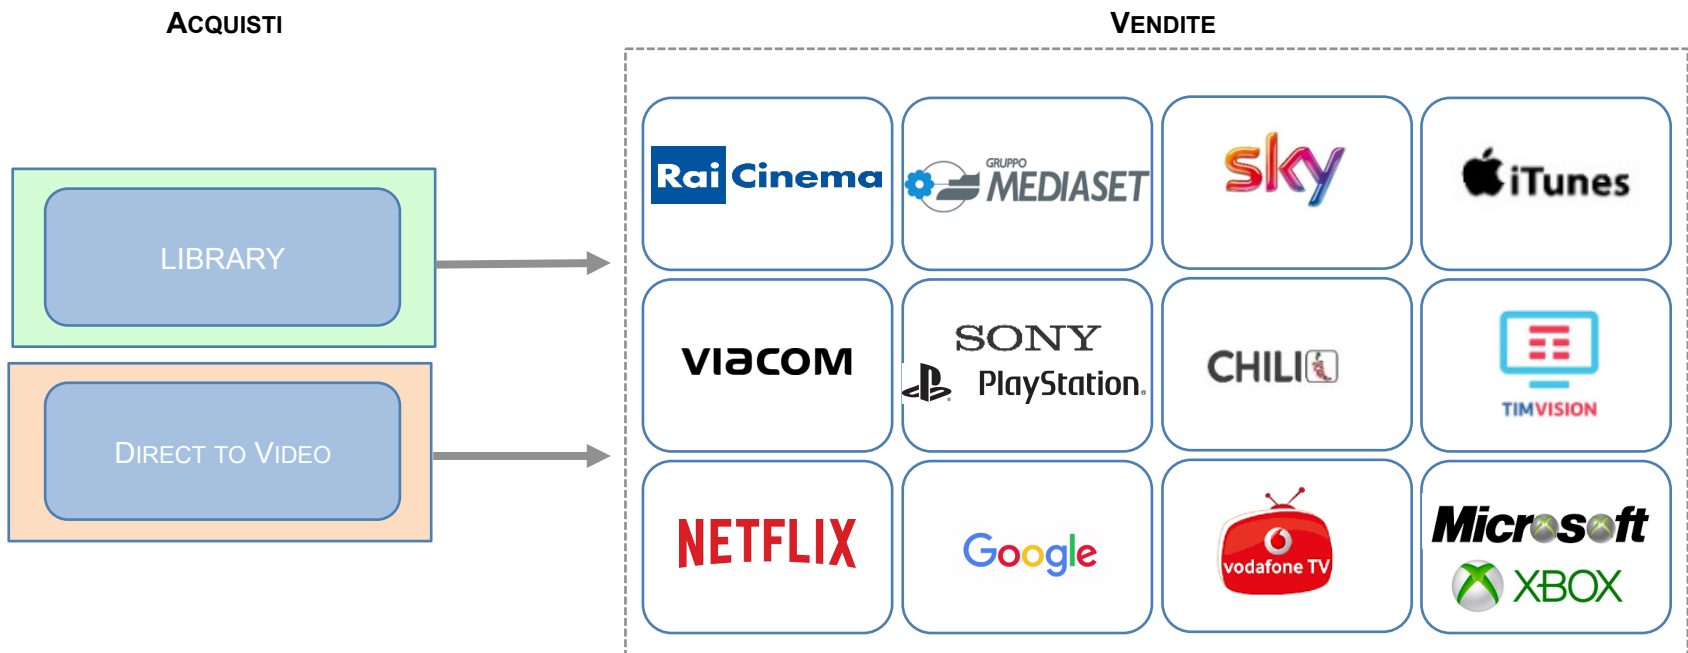 ACQUISTI
VENDITE
LIBRARY
DIRECT TO VIDEO
Rai Cinema
GRUPPO
MEDIASET
sky
iTunes
VIACOM
SONY
PlayStation
CHILI
TIMVISION
NETFLIX
Google
vodafone TV
Microsoft
XBOX